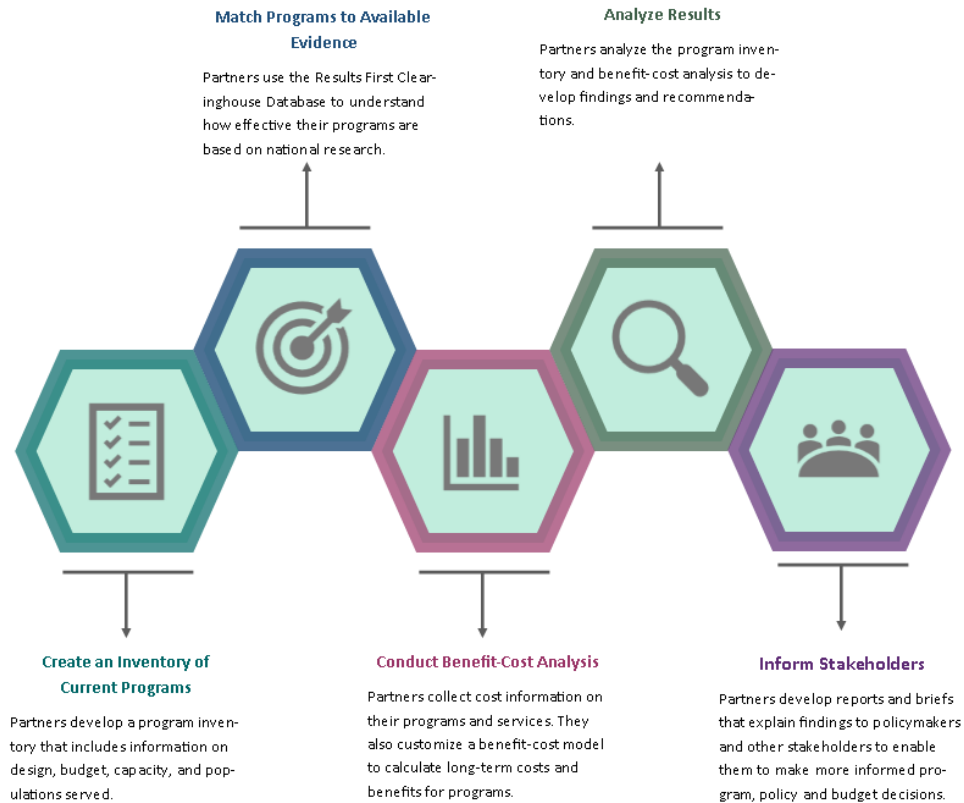 Match Programs to Available
Evidence
Partners use the Results First Clear-
inghouse Database to understand
how effective their programs are
based on national research.
Analyze Results
Partners analyze the program inven-
tory and benefit-cost analysis to de-
velop findings and recommenda-
tions.
Create an Inventory of
Current Programs
Partners develop a program inven-
tory that includes information on
design, budget, capacity, and pop-
ulations served.
Conduct Benefit-Cost Analysis
Partners collect cost information on
their programs and services. They
also customize a benefit-cost model
to calculate long-term costs and
benefits for programs.
Inform Stakeholders
Partners develop reports and briefs
that explain findings to policymakers
and other stakeholders to enable
them to make more informed pro-
gram, policy and budget decisions.